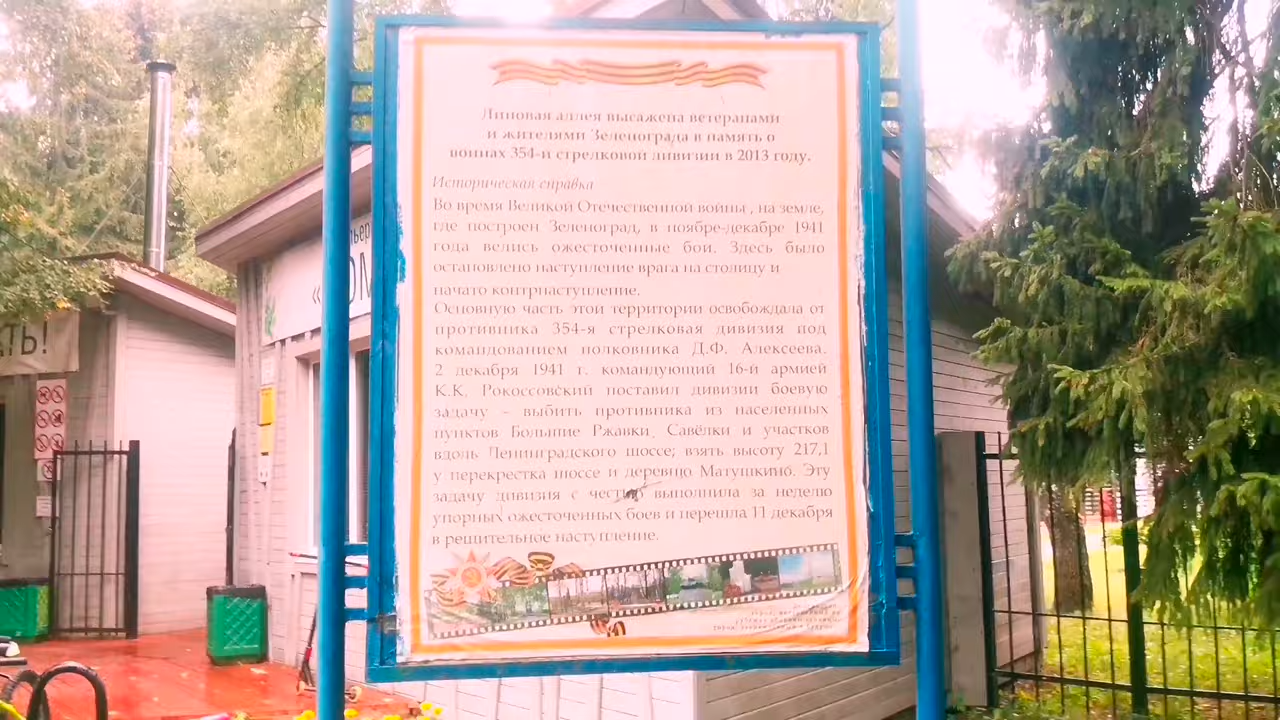 Липовая аллея высажена ветеранами
и жителями Зеленограда в память о
воинах 354-й стрелковой дивизии в 2013 году.
Историческая справка
Во время Великой Отечественной войны , на земле,
где построен Зеленоград, в ноябре-декабре 1941
года велись ожесточенные бои. Здесь было
остановлено наступление врага на столицу и
начато контрнаступление.
Основную часть этой территории освобождала от
противника 354-я стрелковая дивизия под
командованием полковника Д.Ф. Алексеева.
2 декабря 1941 г. командующий 16-й армией
К.К. Рокоссовский поставил дивизии боевую
задачу – выбить противника из населенных
пунктов Большие Ржавки, Савёлки и участков
вдоль Ленинградского шоссе; взять высоту 217,1
у перекрестка шоссе и деревню Матушкино. Эту
задачу дивизия с честью выполнила за неделю
упорных ожесточенных боев и перешла 11 декабря
в решительное наступление.
ТЬ!